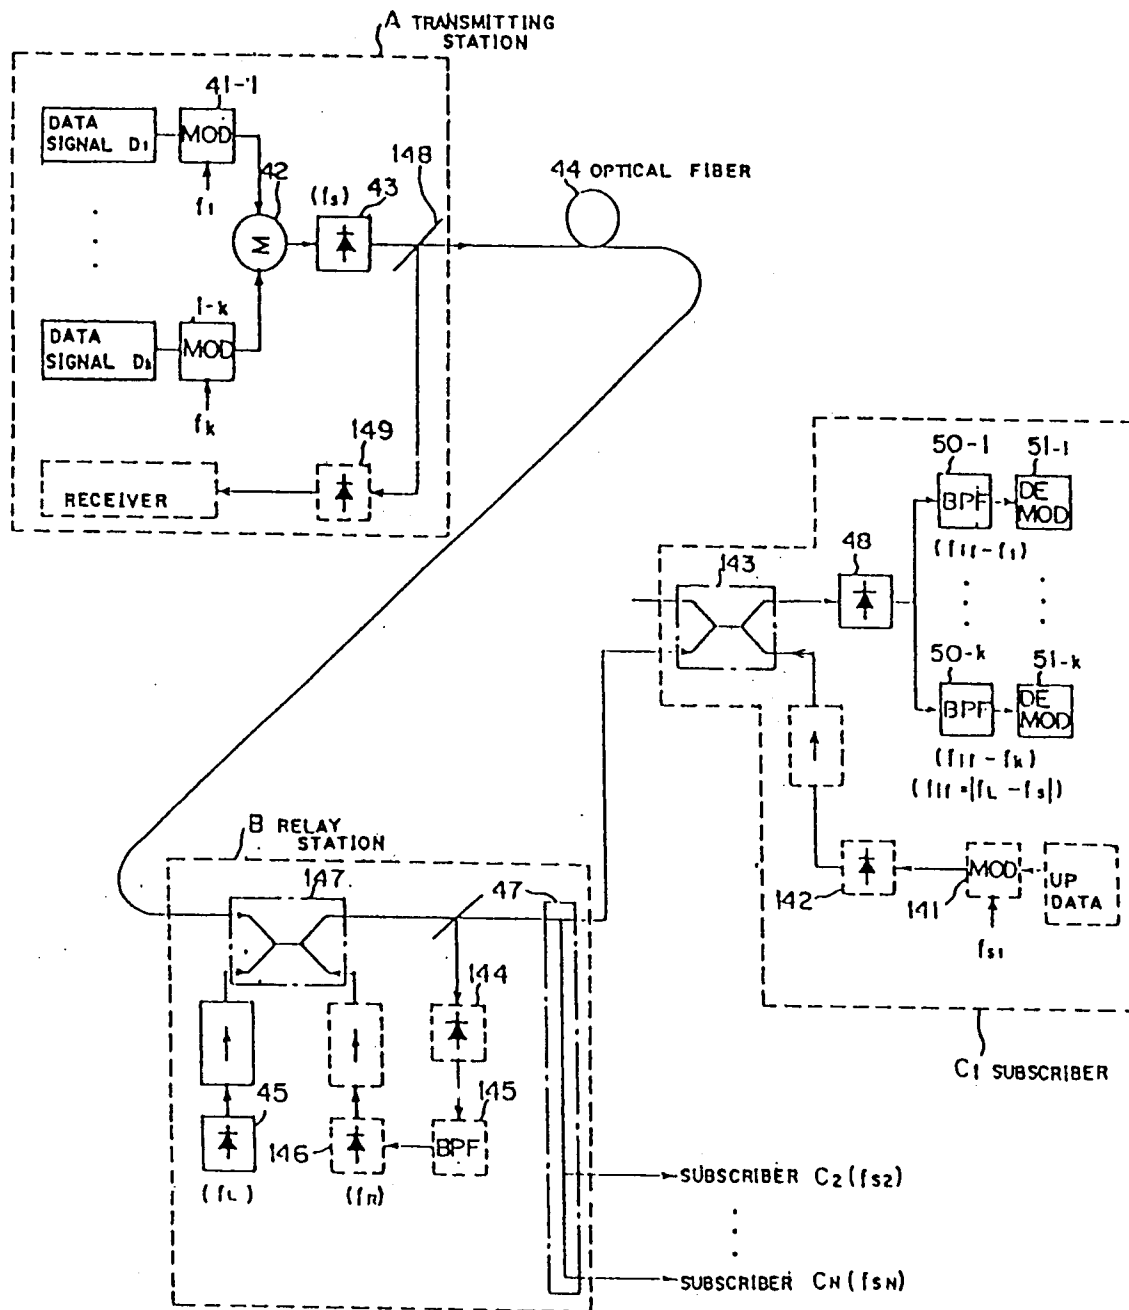 A TRANSMITTING
STATION
41-1
DATA
SIGNAL D1
MOD
f1
42
M
(fs)
43
148
44 OPTICAL FIBER
1-k
DATA
SIGNAL Dk
MOD
fk
149
RECEIVER
50-1
51-1
BPF
DE
MOD
(fif-f1)
143
48
50-k
51-k
BPF
DE
MOD
(fif-fk)
(fif=|fL-fs|)
142
MOD
141
UP
DATA
fS1
C1 SUBSCRIBER
B RELAY
STATION
147
47
144
45
145
146
BPF
(fL)
(fR)
SUBSCRIBER C2(fS2)
SUBSCRIBER CN(fSN)